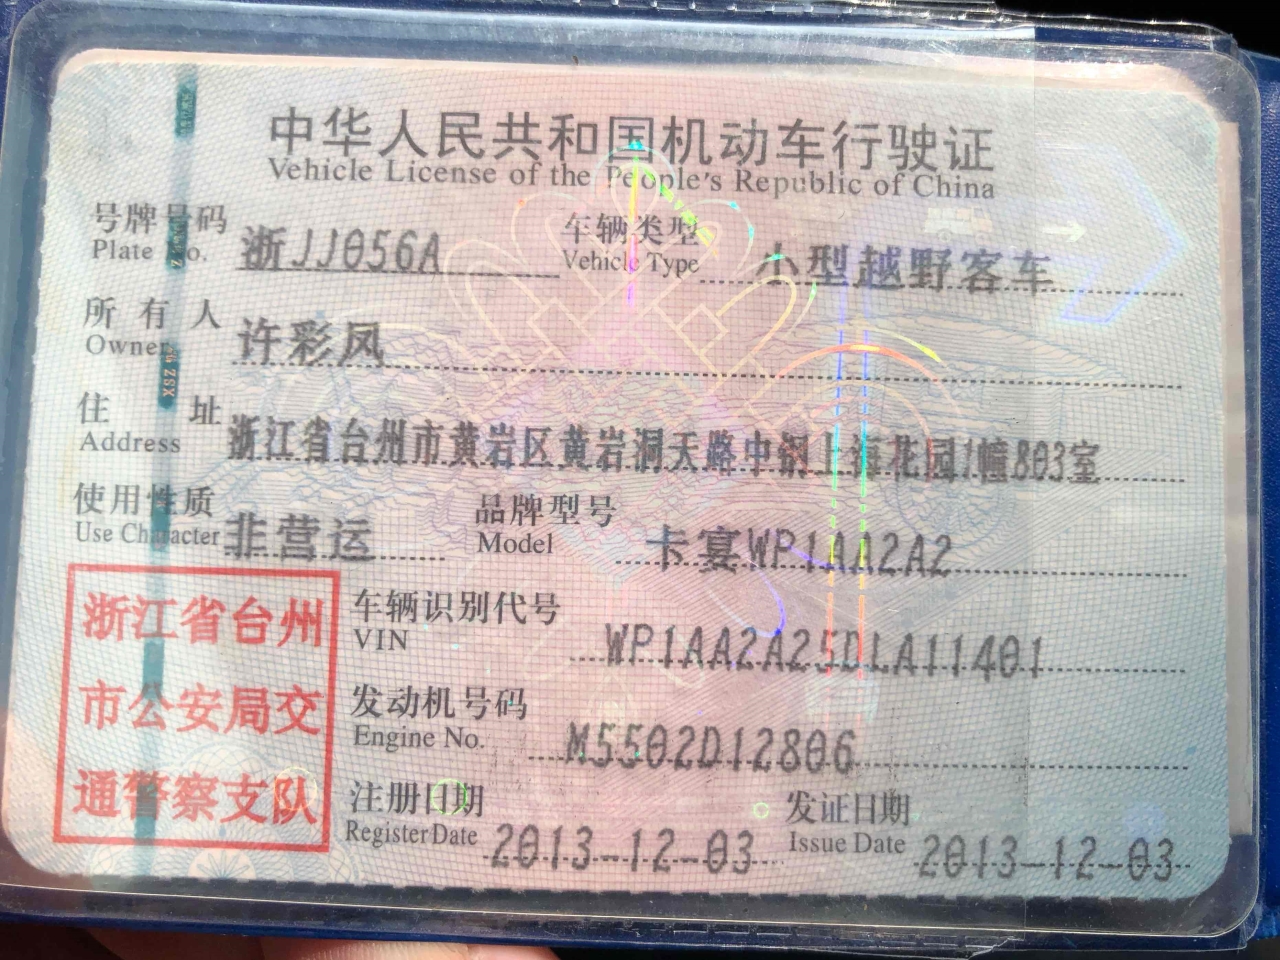 中华人民共和国机动车行驶证
Vehicle License of the People's Republic of China
号牌号码 浙JJ056A 车辆类型 小型越野客车
Plate No. Vehicle Type
所有人 许彩凤
Owner
住址 浙江省台州市黄岩区黄岩洞天路中钢上海花园1幢803室
Address
使用性质 非营运 品牌型号 卡宴WP1AA2A2
Use Character Model
浙江省台州
市公安局交
通警察支队
车辆识别代号 WP1AA2A25DLA11401
VIN
发动机号码 M5502D12806
Engine No.
注册日期 2013-12-03 发证日期 2013-12-03
Register Date Issue Date